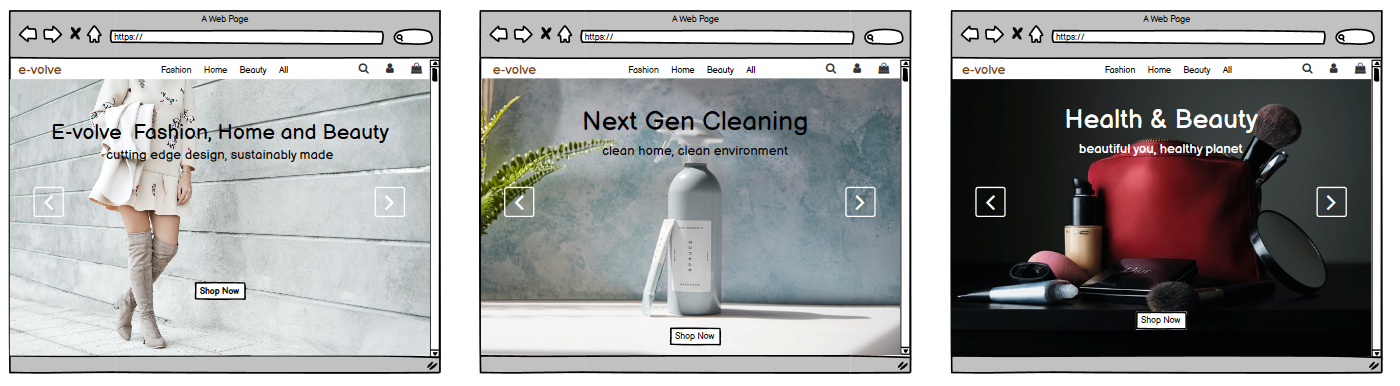 A Web Page
https://
e-volve Fashion Home Beauty All
E-volve Fashion, Home and Beauty
cutting edge design, sustainably made
Shop Now
A Web Page
https://
e-volve Fashion Home Beauty All
Next Gen Cleaning
clean home, clean environment
SPRUCE
Shop Now
A Web Page
https://
e-volve Fashion Home Beauty All
Health & Beauty
beautiful you, healthy planet
Dior
Shop Now